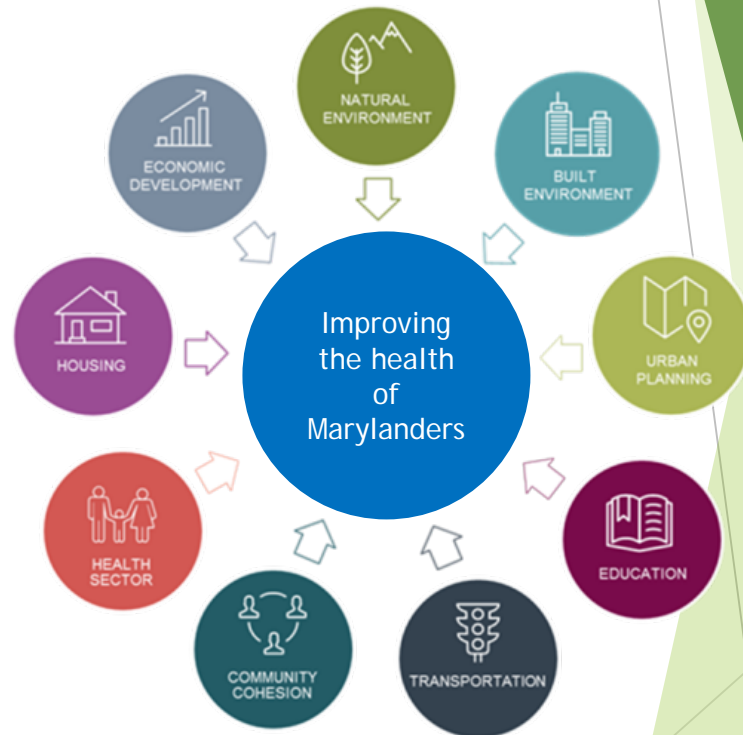 NATURAL
ENVIRONMENT
BUILT
ENVIRONMENT
URBAN
PLANNING
EDUCATION
TRANSPORTATION
COMMUNITY
COHESION
HEALTH
SECTOR
HOUSING
ECONOMIC
DEVELOPMENT
Improving
the health
of
Marylanders